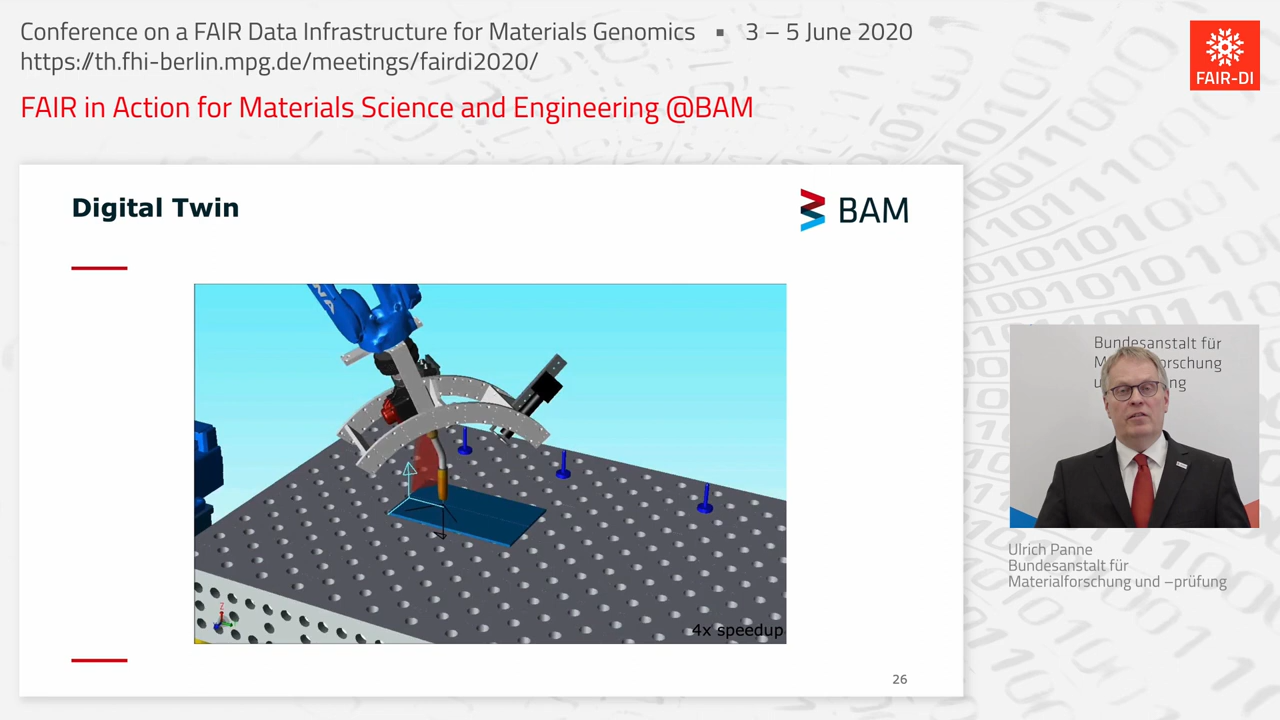 Conference on a FAIR Data Infrastructure for Materials Genomics ▪ 3 – 5 June 2020
https://th.fhi-berlin.mpg.de/meetings/fairdi2020/
FAIR in Action for Materials Science and Engineering @BAM
FAIR-DI
Digital Twin
BAM
4x speedup
26
Bundesanstalt für
Ulrich Panne
Bundesanstalt für
Materialforschung und –prüfung